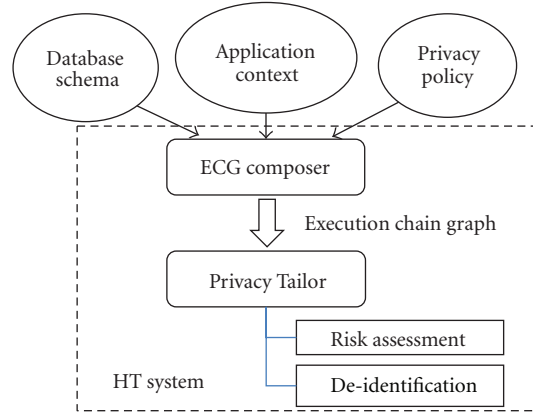 Database
schema
Application
context
Privacy
policy
ECG composer
Execution chain graph
Privacy Tailor
Risk assessment
HT system
De-identification